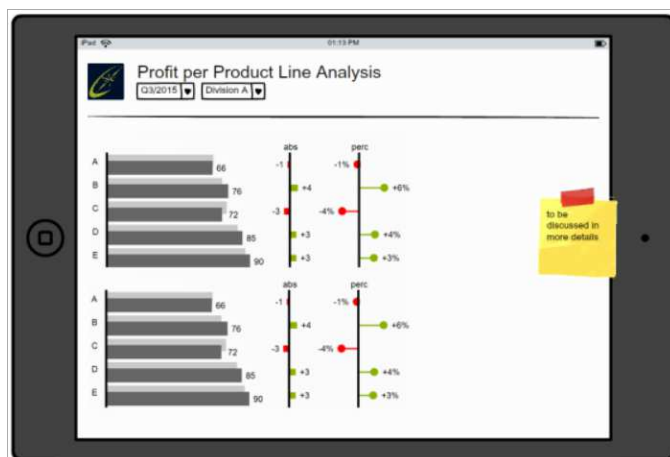 iPad 01:13 PM
Profit per Product Line Analysis
Q3/2015 Division A
abs perc
A 66 -1 -1%
B 76 +4 +6%
C 72 -3 -4%
D 85 +3 +4%
E 90 +3 +3%
to be
discussed in
more details
abs perc
A 66 -1 -1%
B 76 +4 +6%
C 72 -3 -4%
D 85 +3 +4%
E 90 +3 +3%